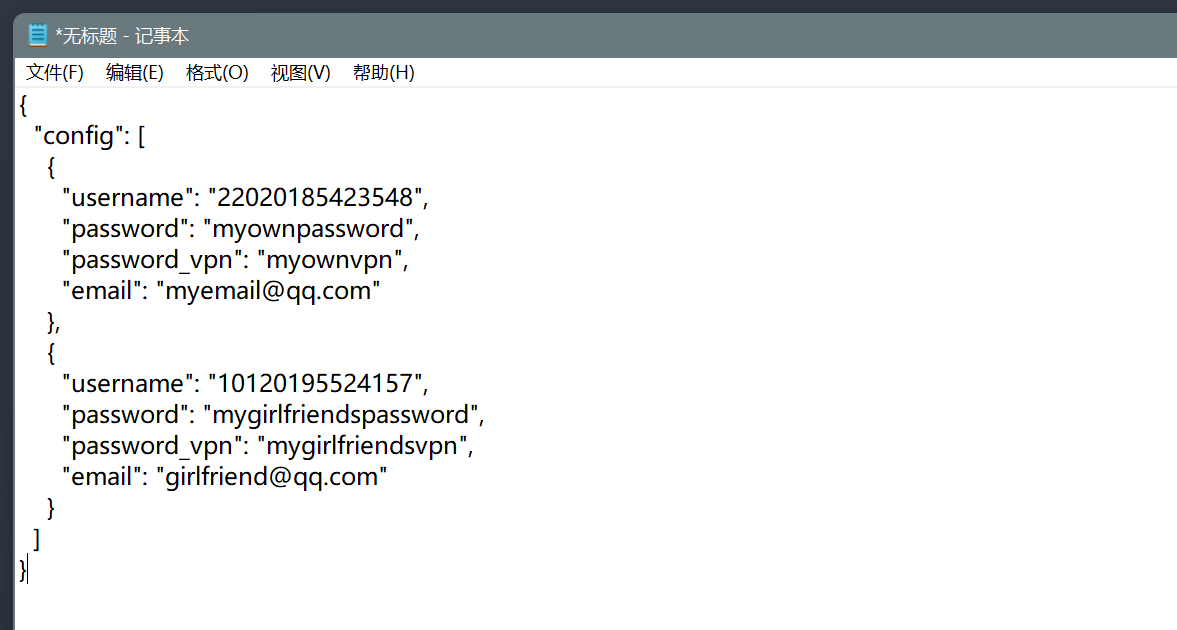 *无标题 - 记事本
文件(F) 编辑(E) 格式(O) 视图(V) 帮助(H)
{
  "config": [
    {
      "username": "22020185423548",
      "password": "myownpassword",
      "password_vpn": "myownvpn",
      "email": "myemail@qq.com"
    },
    {
      "username": "10120195524157",
      "password": "mygirlfriendspassword",
      "password_vpn": "mygirlfriendsvpn",
      "email": "girlfriend@qq.com"
    }
  ]
}